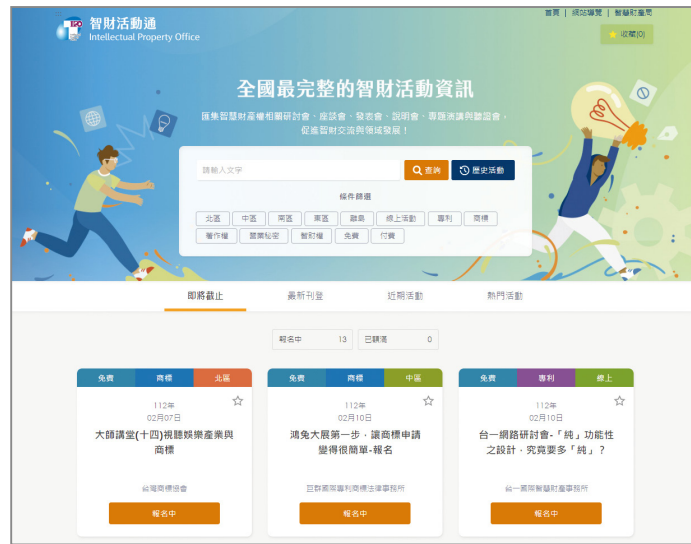 首頁 | 網站導覽 | 智慧財產局
智財活動通
Intellectual Property Office
收藏(0)
全國最完整的智財活動資訊
匯集智慧財產權相關研討會、座談會、發表會、說明會、專題演講與聽證會，
促進智財交流與領域發展！
請輸入文字 查詢 歷史活動
條件篩選
北區 中區 南區 東區 離島 線上活動 專利 商標
著作權 營業秘密 智財權 免費 付費
即將截止 最新刊登 近期活動 熱門活動
報名中 13 已額滿 0
免費 商標 北區
112年
02月07日
大師講堂(十四)視聽娛樂產業與
商標
台灣商標協會
報名中
免費 商標 中區
112年
02月10日
鴻兔大展第一步，讓商標申請
變得很簡單-報名
巨群國際專利商標法律事務所
報名中
免費 專利 線上
112年
02月10日
台一網路研討會-「純」功能性
之設計，究竟要多「純」？
台一國際智慧財產事務所
報名中